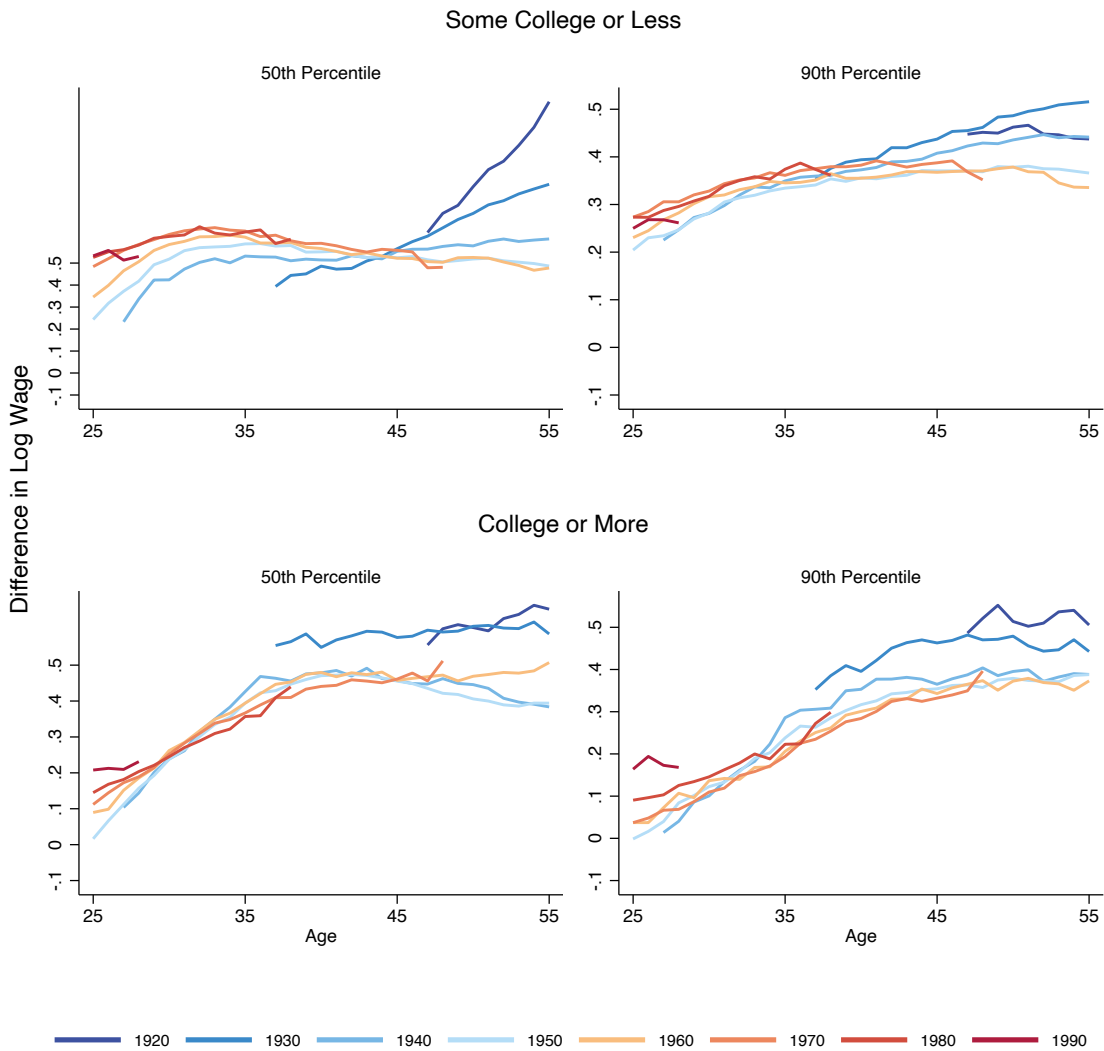 Some College or Less
50th Percentile
90th Percentile
Difference in Log Wage
-.1 0 .1 .2 .3 .4 .5
25 35 45 55
-.1 0 .1 .2 .3 .4 .5
25 35 45 55
College or More
50th Percentile
90th Percentile
-.1 0 .1 .2 .3 .4 .5
25 35 45 55
Age
-.1 0 .1 .2 .3 .4 .5
25 35 45 55
Age
1920 1930 1940 1950 1960 1970 1980 1990